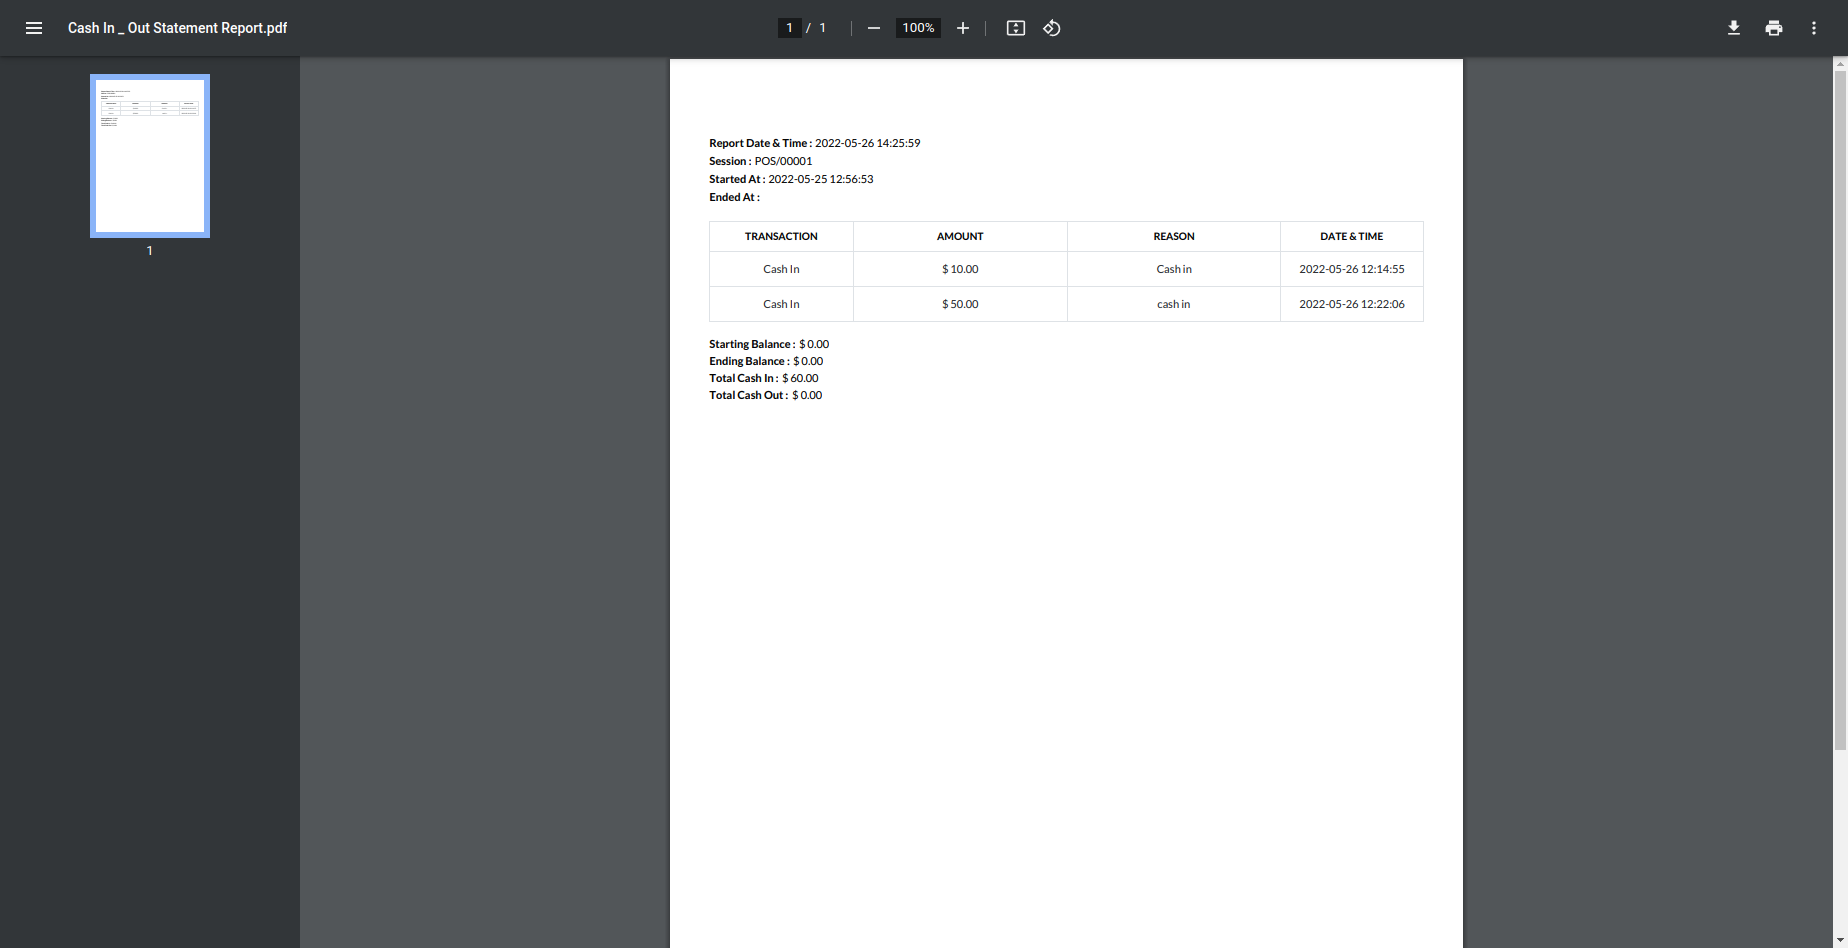 Cash In _ Out Statement Report.pdf
1 / 1
100%
1
Report Date & Time : 2022-05-26 14:25:59
Session : POS/00001
Started At : 2022-05-25 12:56:53
Ended At :
TRANSACTION AMOUNT REASON DATE & TIME
Cash In $ 10.00 Cash in 2022-05-26 12:14:55
Cash In $ 50.00 cash in 2022-05-26 12:22:06
Starting Balance : $ 0.00
Ending Balance : $ 0.00
Total Cash In : $ 60.00
Total Cash Out : $ 0.00